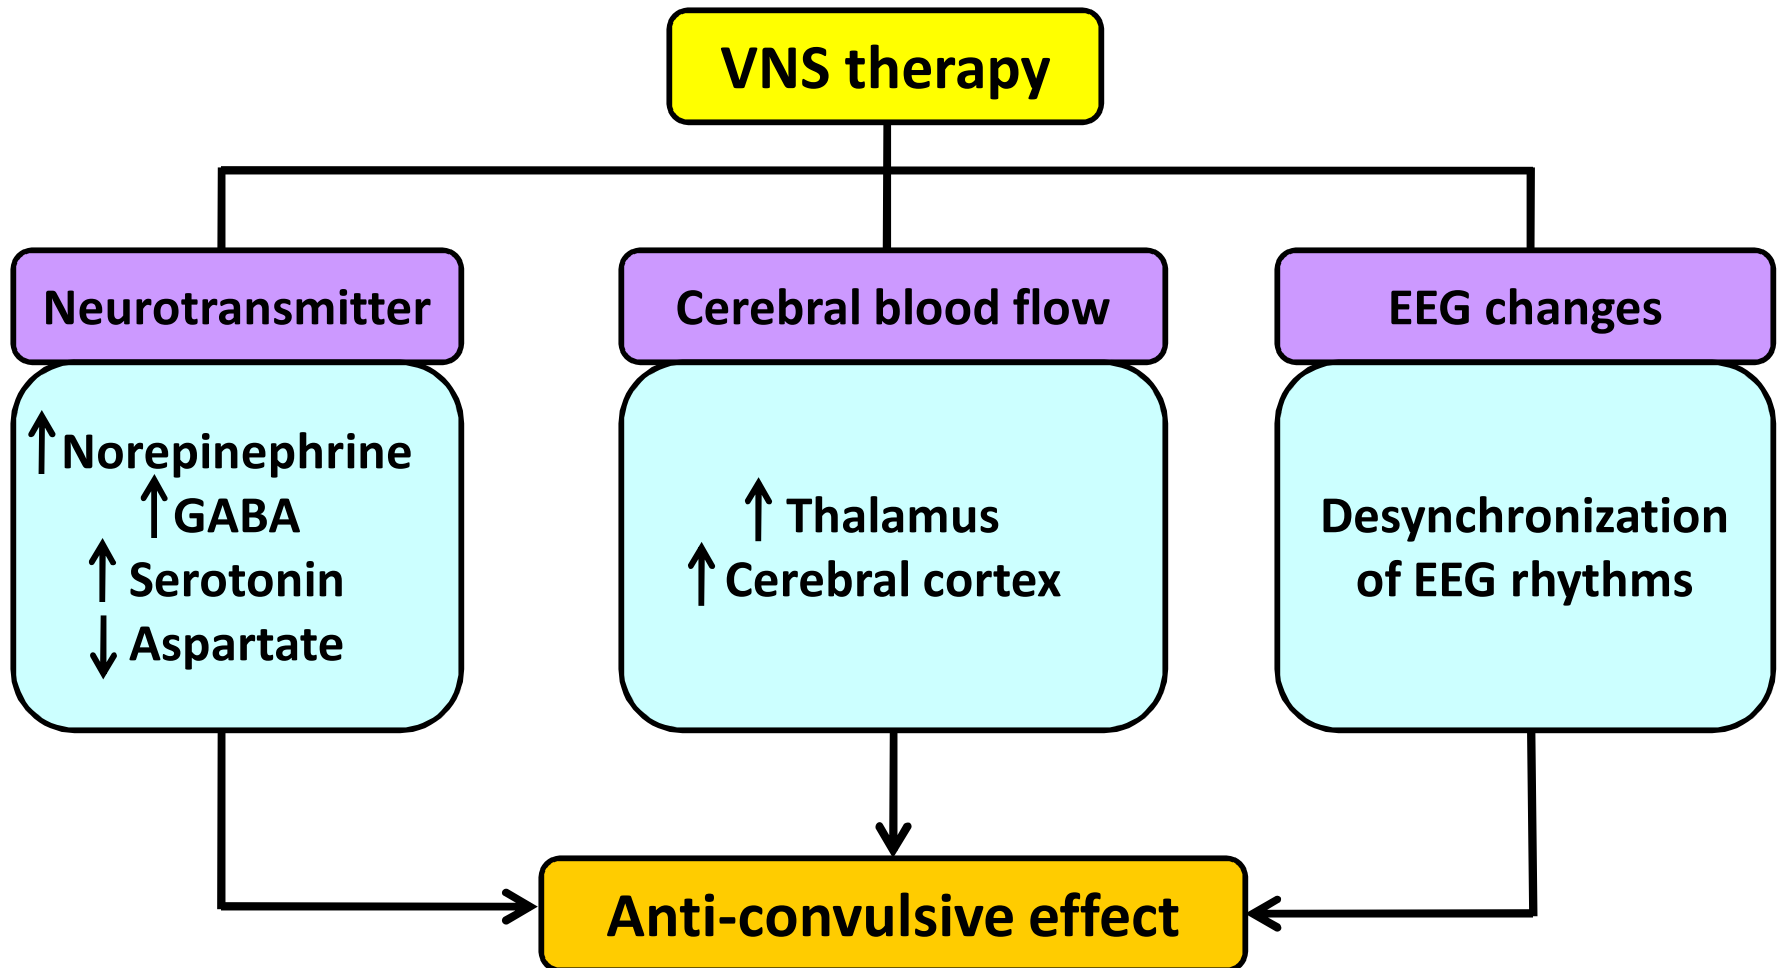 VNS therapy
Neurotransmitter
↑ Norepinephrine
↑ GABA
↑ Serotonin
↓ Aspartate
Cerebral blood flow
↑ Thalamus
↑ Cerebral cortex
EEG changes
Desynchronization
of EEG rhythms
Anti-convulsive effect